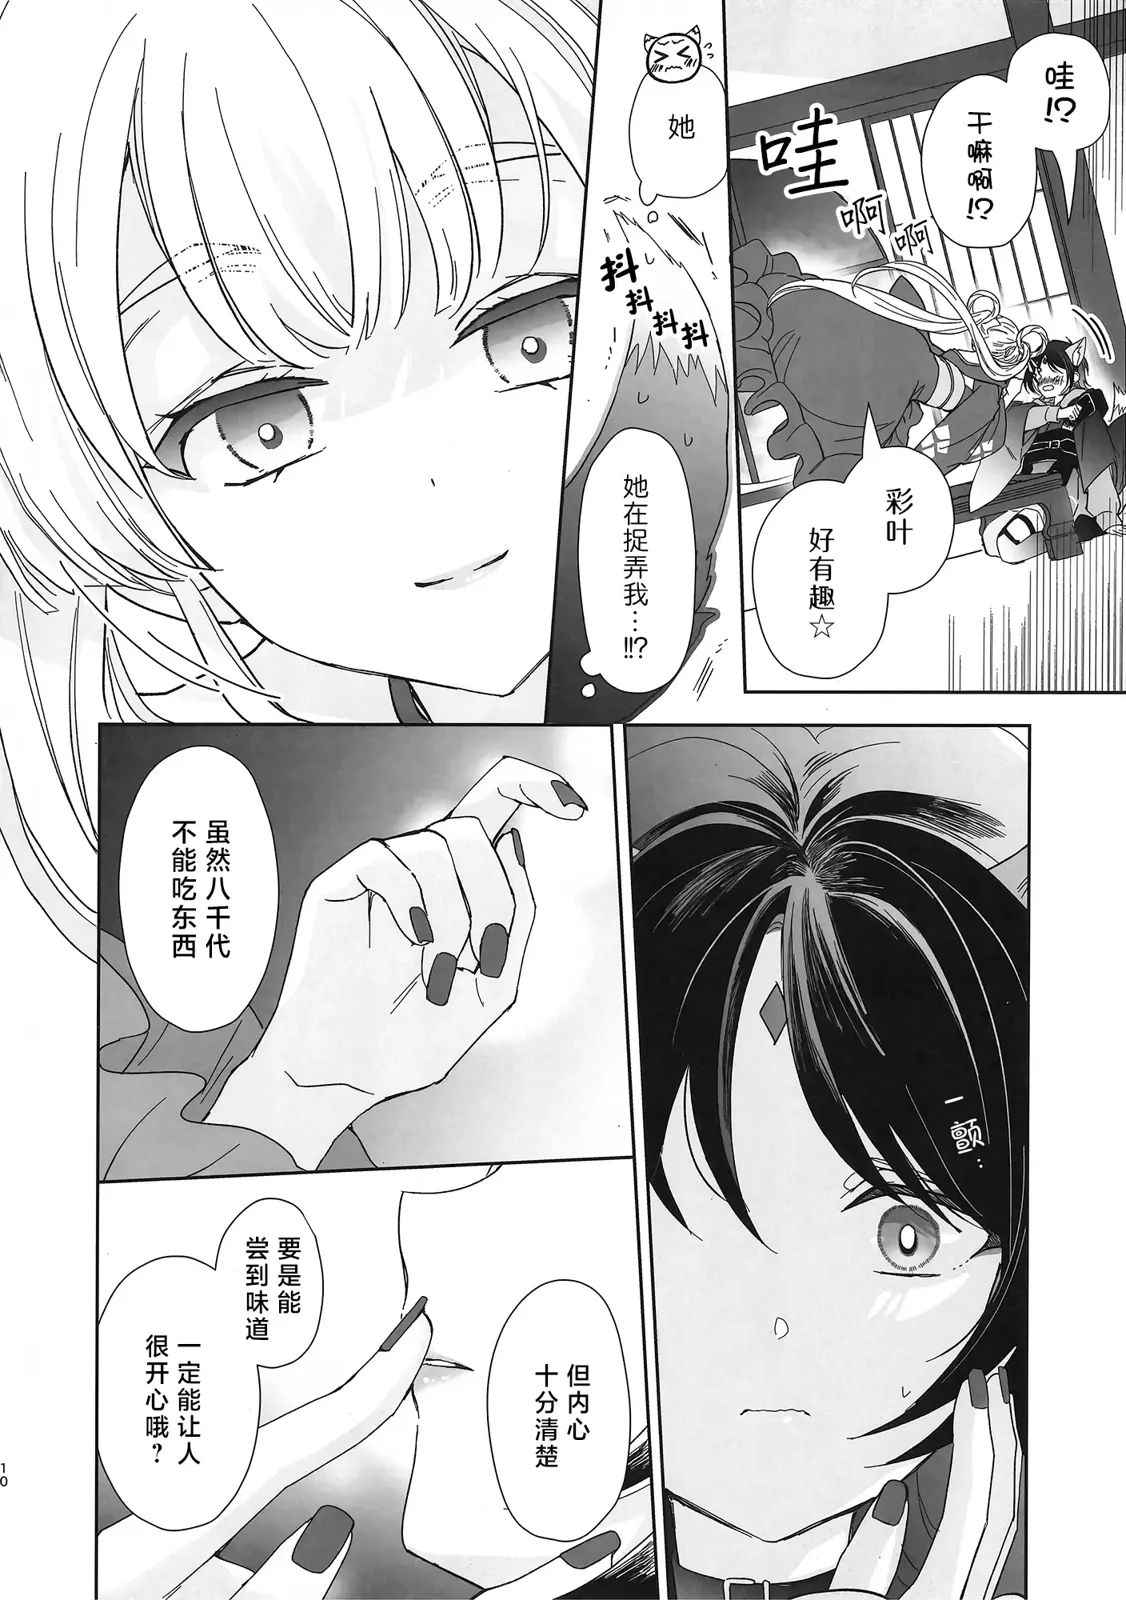 哇
!?
干嘛啊!?
哇
啊
啊
彩叶
好有趣☆
她
抖
抖
抖
抖
她在捉弄我…!!?
一颤…
虽然八千代
不能吃东西
但内心
十分清楚
要是能
尝到味道
一定能让人
很开心哦？
10